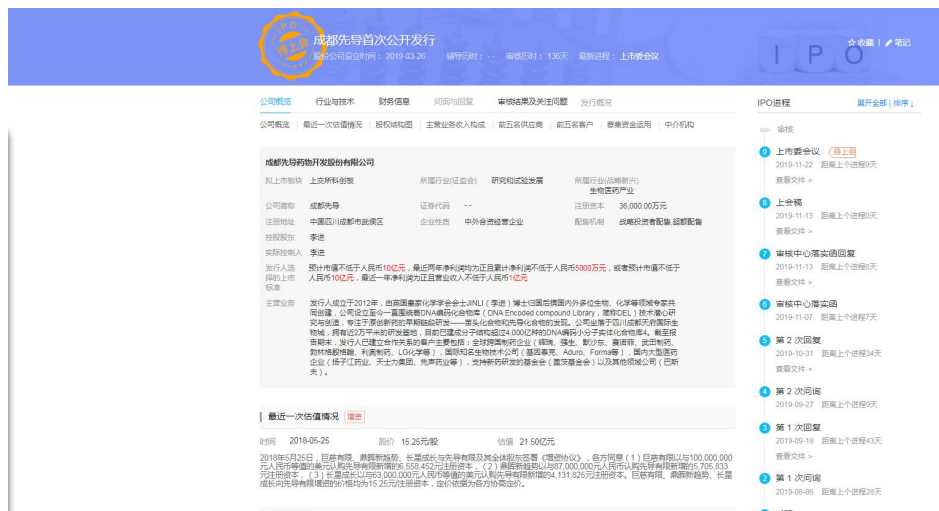 IPO
待上会
成都先导首次公开发行
股份公司设立时间： 2019-03-26 辅导历时： -- 审核历时： 136天 最新进程： 上市委会议
收藏 | 笔记
公司概览 行业与技术 财务信息 问询与回复 审核结果及关注问题 发行概况
公司概览 | 最近一次估值情况 | 股权结构图 | 主营业务收入构成 | 前五名供应商 | 前五名客户 | 募集资金运用 | 中介机构
成都先导药物开发股份有限公司
拟上市板块 上交所科创板 所属行业(证监会) 研究和试验发展 所属行业(战略新兴) 生物医药产业
公司简称 成都先导 证券代码 -- 注册资本 36,000.00万元
注册地址 中国四川成都市武侯区 企业性质 中外合资经营企业 配售机制 战略投资者配售,超额配售
控股股东 李进
实际控制人 李进
发行人选择的上市标准 预计市值不低于人民币10亿元，最近两年净利润均为正且累计净利润不低于人民币5000万元，或者预计市值不低于
人民币10亿元，最近一年净利润为正且营业收入不低于人民币1亿元
主营业务 发行人成立于2012年，由英国皇家化学学会会士JINLI（李进）博士归国后携国内外多位生物、化学等领域专家共
同创建，公司设立至今一直围绕着DNA编码化合物库（DNA Encoded compound Library，简称DEL）技术潜心研
究与创造，专注于原创新药的早期链段研发——苗头化合物和先导化合物的发现。公司坐落于四川成都天府国际生
物城，拥有近2万平米的研发基地，目前已建成分子结构超过4,000亿种的DNA编码小分子实体化合物库4。截至报
告期末，发行人已建立合作关系的客户主要包括：全球跨国制药企业（辉瑞、强生、默沙东、赛诺菲、武田制药、
勃林格殷格翰、利奥制药、LG化学等），国际知名生物技术公司（基因泰克、Aduro、Forma等），国内大型医药
企业（扬子江药业、天士力集团、先声药业等），支持新药研发的基金会（盖茨基金会）以及其他领域公司（巴斯
夫）。
最近一次估值情况 增资
时间 2018-05-25 股价 15.25元/股 估值 21.50亿元
2018年5月25日，巨慈有限、鼎晖新趋势、长星成长与先导有限及其全体股东签署《增资协议》，各方同意（1）巨慈有限以与100,000,000
元人民币等值的美元认购先导有限新增的6,558,452元注册资本，（2）鼎晖新趋势以与87,000,000元人民币认购先导有限新增的5,705,833
元注册资本，（3）长星成长以与63,000,000元人民币等值的美元认购先导有限新增的4,131,825元注册资本。巨慈有限、鼎晖新趋势、长星
成长向先导有限增资的价格均为15.25元/注册资本，定价依据为各方协商定价。
IPO进程 展开全部 | 排序↓
审核
9 上市委会议 待上会
2019-11-22 距离上个进程9天
查看文件 >
8 上会稿
2019-11-13 距离上个进程0天
查看文件 >
7 审核中心落实函回复
2019-11-13 距离上个进程6天
查看文件 >
6 审核中心落实函
2019-11-07 距离上个进程7天
5 第 2 次回复
2019-10-31 距离上个进程34天
查看文件 >
4 第 2 次问询
2019-09-27 距离上个进程9天
3 第 1 次回复
2019-09-18 距离上个进程43天
查看文件 >
2 第 1 次问询
2019-08-06 距离上个进程28天